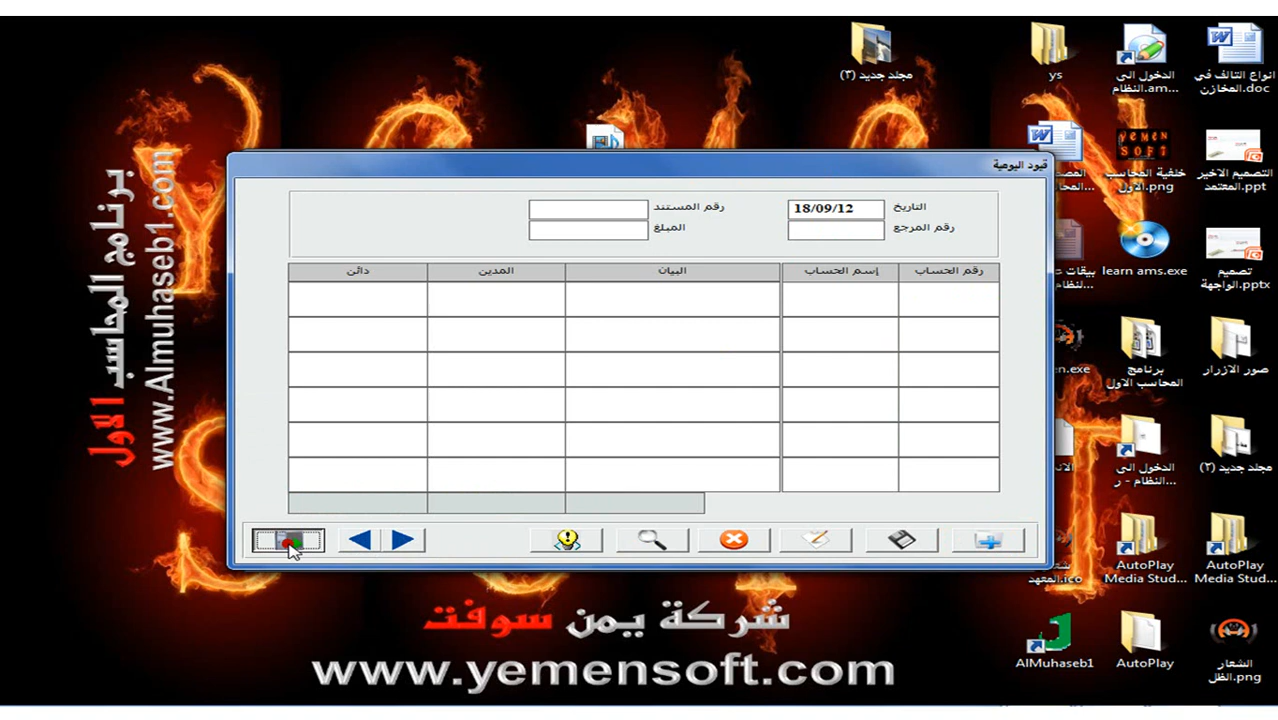 مجلد جديد (٣)
ys
الدخول الى
النظام.am...
انواع التالف في
المخازن.doc
خلفية المحاسب
الاول.png
التصميم الاخير
المعتمد.ppt
learn ams.exe
تصميم
الواجهة.pptx
برنامج
المحاسب الاول
صور الازرار
الدخول الى
النظام - ر...
مجلد جديد (٢)
AutoPlay
Media Stud...
AutoPlay
Media Stud...
AlMuhaseb1
AutoPlay
الشعار
الظل.png
YEMEN
SOFT
برنامج المحاسب الاول
www.Almuhaseb1.com
قيود اليومية
التاريخ
18/09/12
رقم المستند
رقم المرجع
المبلغ
رقم الحساب
إسم الحساب
البيان
المدين
دائن
شركة يمن سوفت
www.yemensoft.com